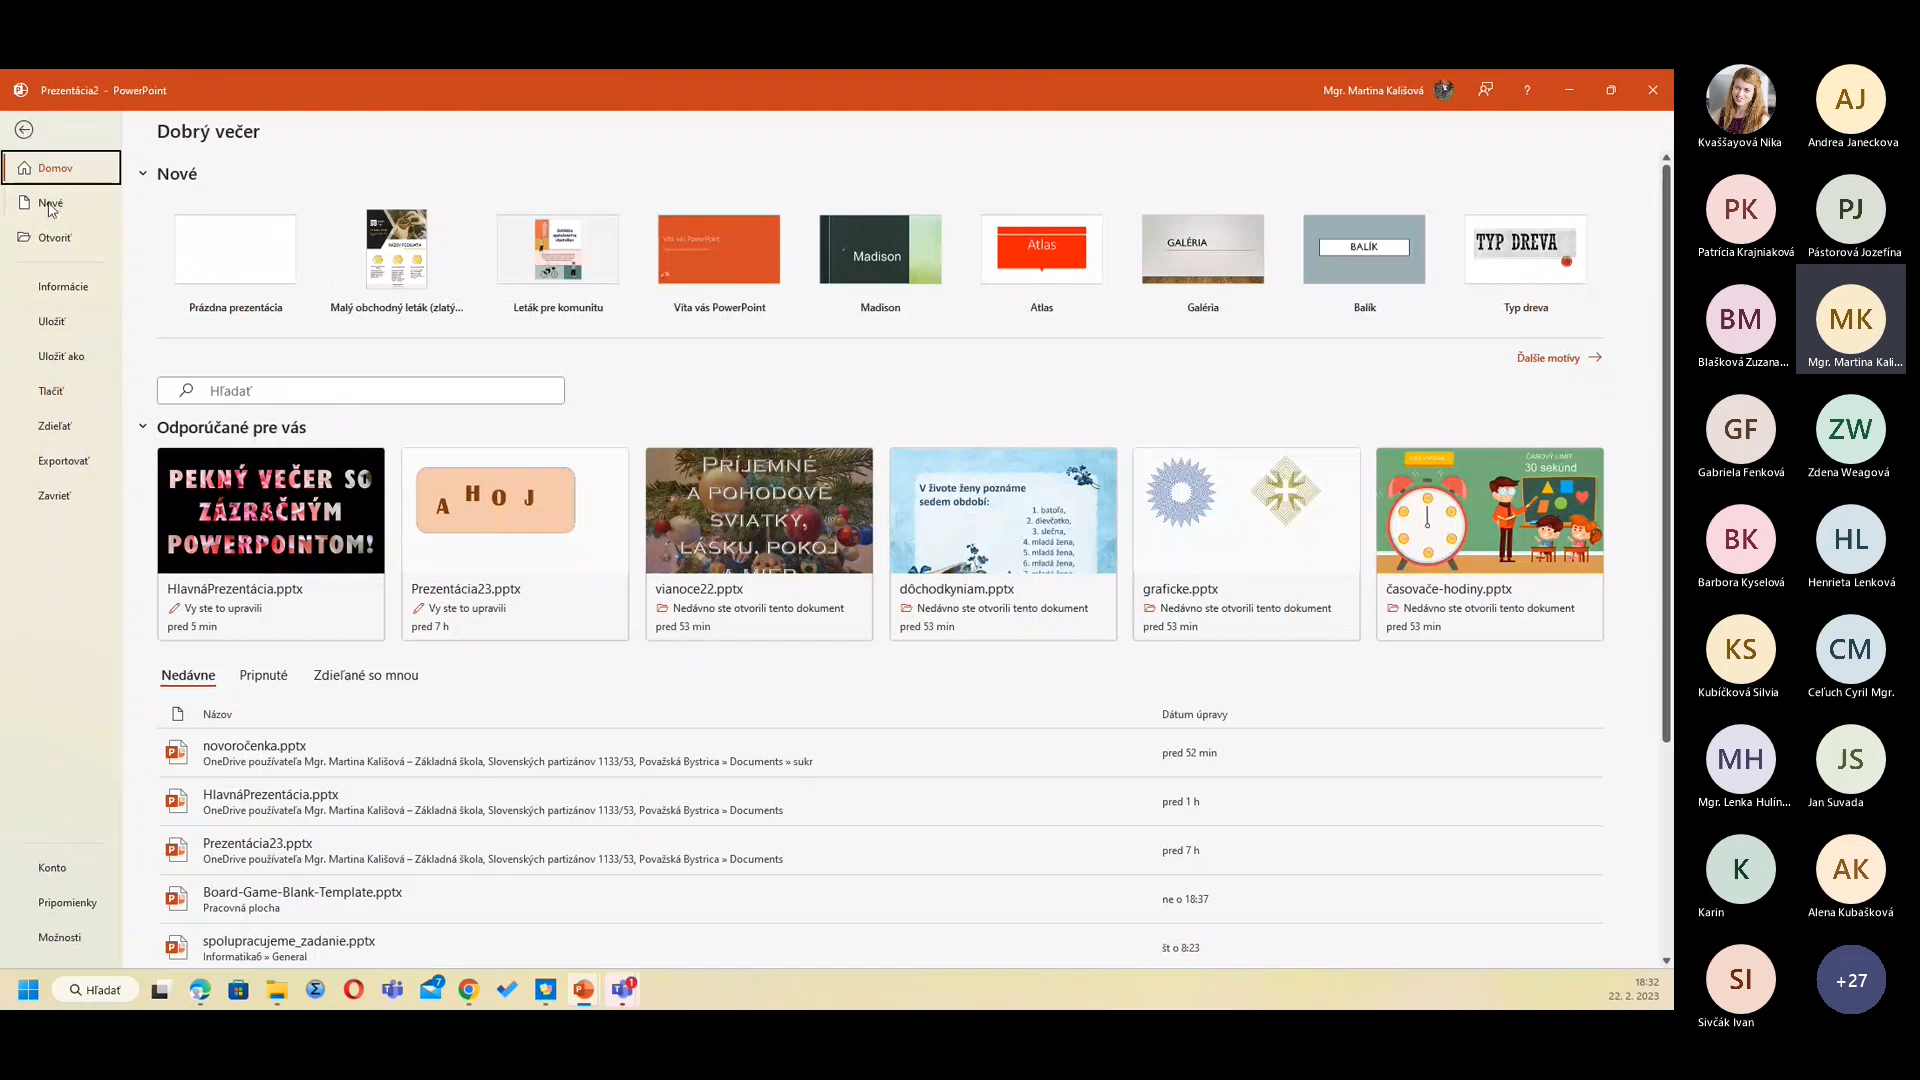 Prezentácia2 - PowerPoint
Mgr. Martina Kališová
Dobrý večer
Domov
Nové
Otvoriť
Informácie
Uložiť
Uložiť ako
Tlačiť
Zdieľať
Exportovať
Zavrieť
Konto
Pripomienky
Možnosti
Nové
Víta vás PowerPoint
Madison
Atlas
GALÉRIA
BALÍK
TYP DREVA
Prázdna prezentácia
Malý obchodný leták (zlatý...
Leták pre komunitu
Víta vás PowerPoint
Madison
Atlas
Galéria
Balík
Typ dreva
Ďalšie motívy
Hľadať
Odporúčané pre vás
PEKNÝ VEČER SO
ZÁZRAČNÝM
POWERPOINTOM!
HlavnáPrezentácia.pptx
Vy ste to upravili
pred 5 min
A H O J
Prezentácia23.pptx
Vy ste to upravili
pred 7 h
PRÍJEMNÉ
A POHODOVÉ
SVIATKY,
LÁSKU, POKOJ
A MIER
vianoce22.pptx
Nedávno ste otvorili tento dokument
pred 53 min
V živote ženy poznáme
sedem období:
1. batoľa,
2. dievčatko,
3. slečna,
4. mladá žena,
5. mladá žena,
6. mladá žena,
dôchodkyniam.pptx
Nedávno ste otvorili tento dokument
pred 53 min
graficke.pptx
Nedávno ste otvorili tento dokument
pred 53 min
ČASOVÝ LIMIT
30 sekúnd
časovače-hodiny.pptx
Nedávno ste otvorili tento dokument
pred 53 min
Nedávne
Pripnuté
Zdieľané so mnou
Názov
Dátum úpravy
novoročenka.pptx
OneDrive používateľa Mgr. Martina Kališová – Základná škola, Slovenských partizánov 1133/53, Považská Bystrica » Documents » sukr
pred 52 min
HlavnáPrezentácia.pptx
OneDrive používateľa Mgr. Martina Kališová – Základná škola, Slovenských partizánov 1133/53, Považská Bystrica » Documents
pred 1 h
Prezentácia23.pptx
OneDrive používateľa Mgr. Martina Kališová – Základná škola, Slovenských partizánov 1133/53, Považská Bystrica » Documents
pred 7 h
Board-Game-Blank-Template.pptx
Pracovná plocha
ne o 18:37
spolupracujeme_zadanie.pptx
Informatika6 » General
št o 8:23
Hľadať
7
1
18:32
22. 2. 2023
Kvaššayová Nika
AJ
Andrea Janeckova
PK
Patrícia Krajniaková
PJ
Pástorová Jozefína
BM
Blašková Zuzana...
MK
Mgr. Martina Kali...
GF
Gabriela Fenková
ZW
Zdena Weagová
BK
Barbora Kyselová
HL
Henrieta Lenková
KS
Kubíčková Silvia
CM
Ceľuch Cyril Mgr.
MH
Mgr. Lenka Hulín...
JS
Jan Suvada
K
Karin
AK
Alena Kubašková
SI
Sivčák Ivan
+27